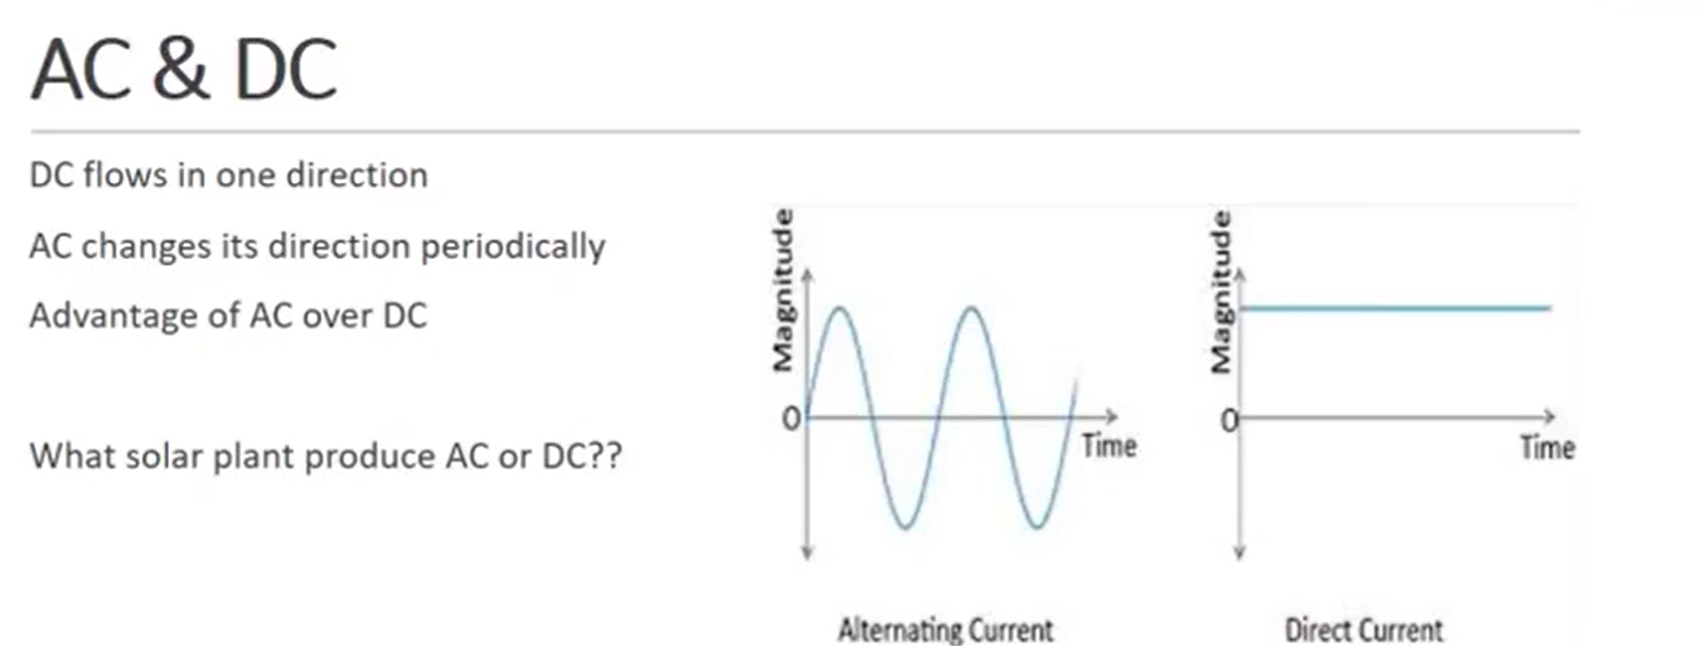 AC & DC
DC flows in one direction
AC changes its direction periodically
Advantage of AC over DC
What solar plant produce AC or DC??
Magnitude
0
Time
Alternating Current
Magnitude
0
Time
Direct Current